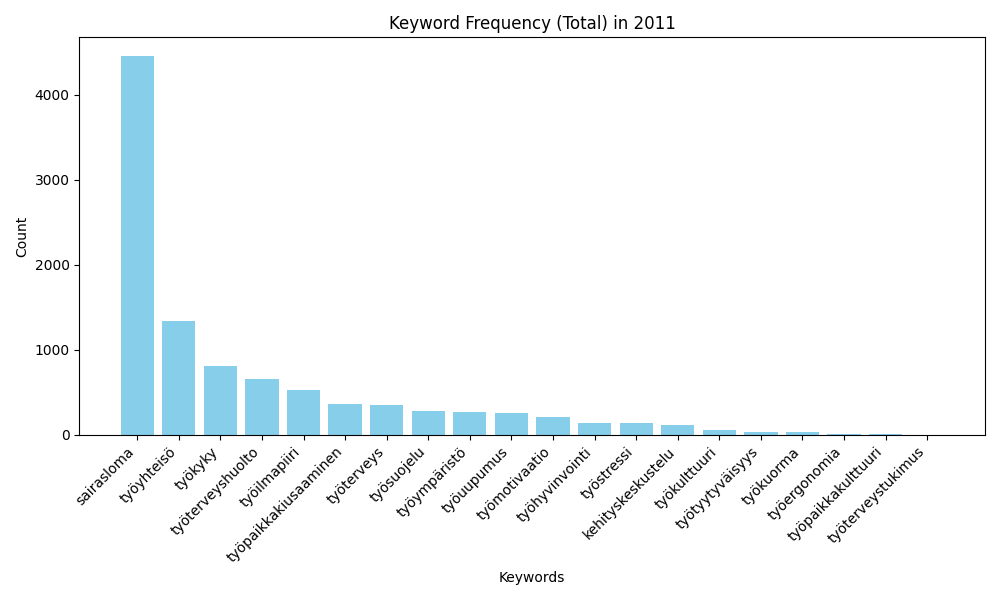 Keyword Frequency (Total) in 2011
Count
4000
3000
2000
1000
0
sairasloma
työyhteisö
työkyky
työterveyshuolto
työilmapiiri
työpaikkakiusaaminen
työterveys
työsuojelu
työympäristö
työuupumus
työmotivaatio
työhyvinvointi
työstressi
kehityskeskustelu
työkulttuuri
työtyytyväisyys
työkuorma
työergonomia
työpaikkakulttuuri
työterveystukimus
Keywords